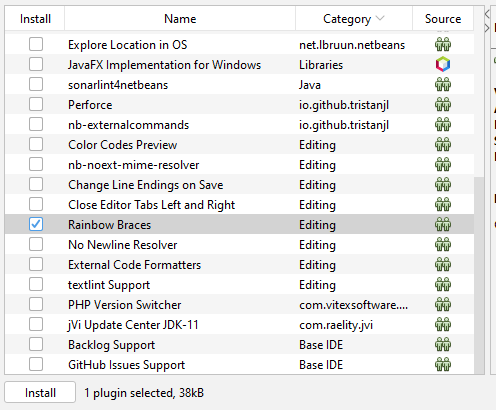 Install Name Category Source
Explore Location in OS net.lbruun.netbeans
JavaFX Implementation for Windows Libraries
sonarlint4netbeans Java
Perforce io.github.tristanjl
nb-externalcommands io.github.tristanjl
Color Codes Preview Editing
nb-noext-mime-resolver Editing
Change Line Endings on Save Editing
Close Editor Tabs Left and Right Editing
Rainbow Braces Editing
No Newline Resolver Editing
External Code Formatters Editing
textlint Support Editing
PHP Version Switcher com.vitexsoftware....
jVi Update Center JDK-11 com.raelity.jvi
Backlog Support Base IDE
GitHub Issues Support Base IDE
Install 1 plugin selected, 38kB